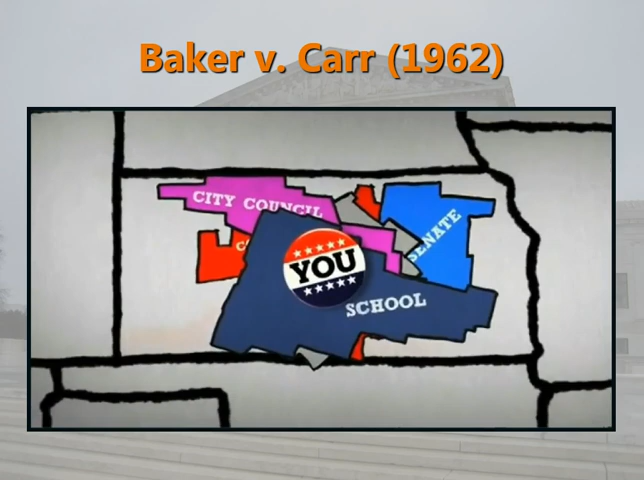 Baker v. Carr (1962)
CITY COUNCIL
SENATE
YOU
SCHOOL